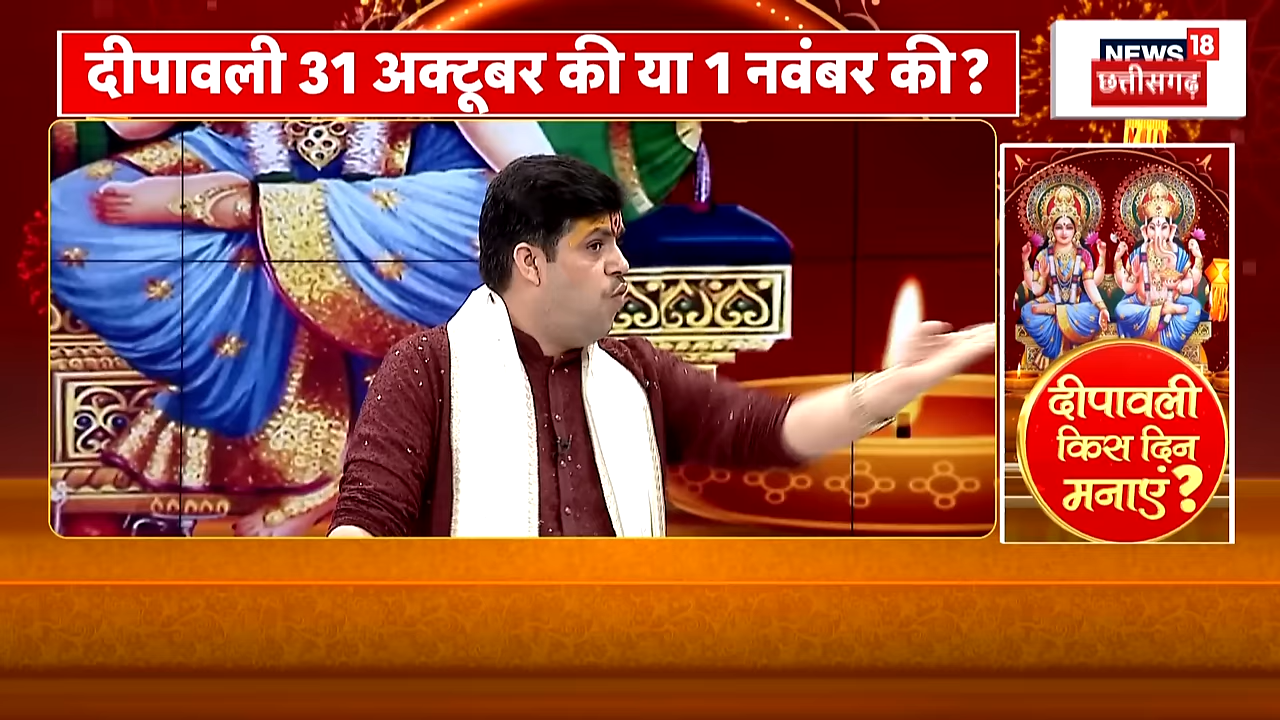 दीपावली 31 अक्टूबर की या 1 नवंबर की?
NEWS 18
छत्तीसगढ़
दीपावली
किस दिन
मनाएं?